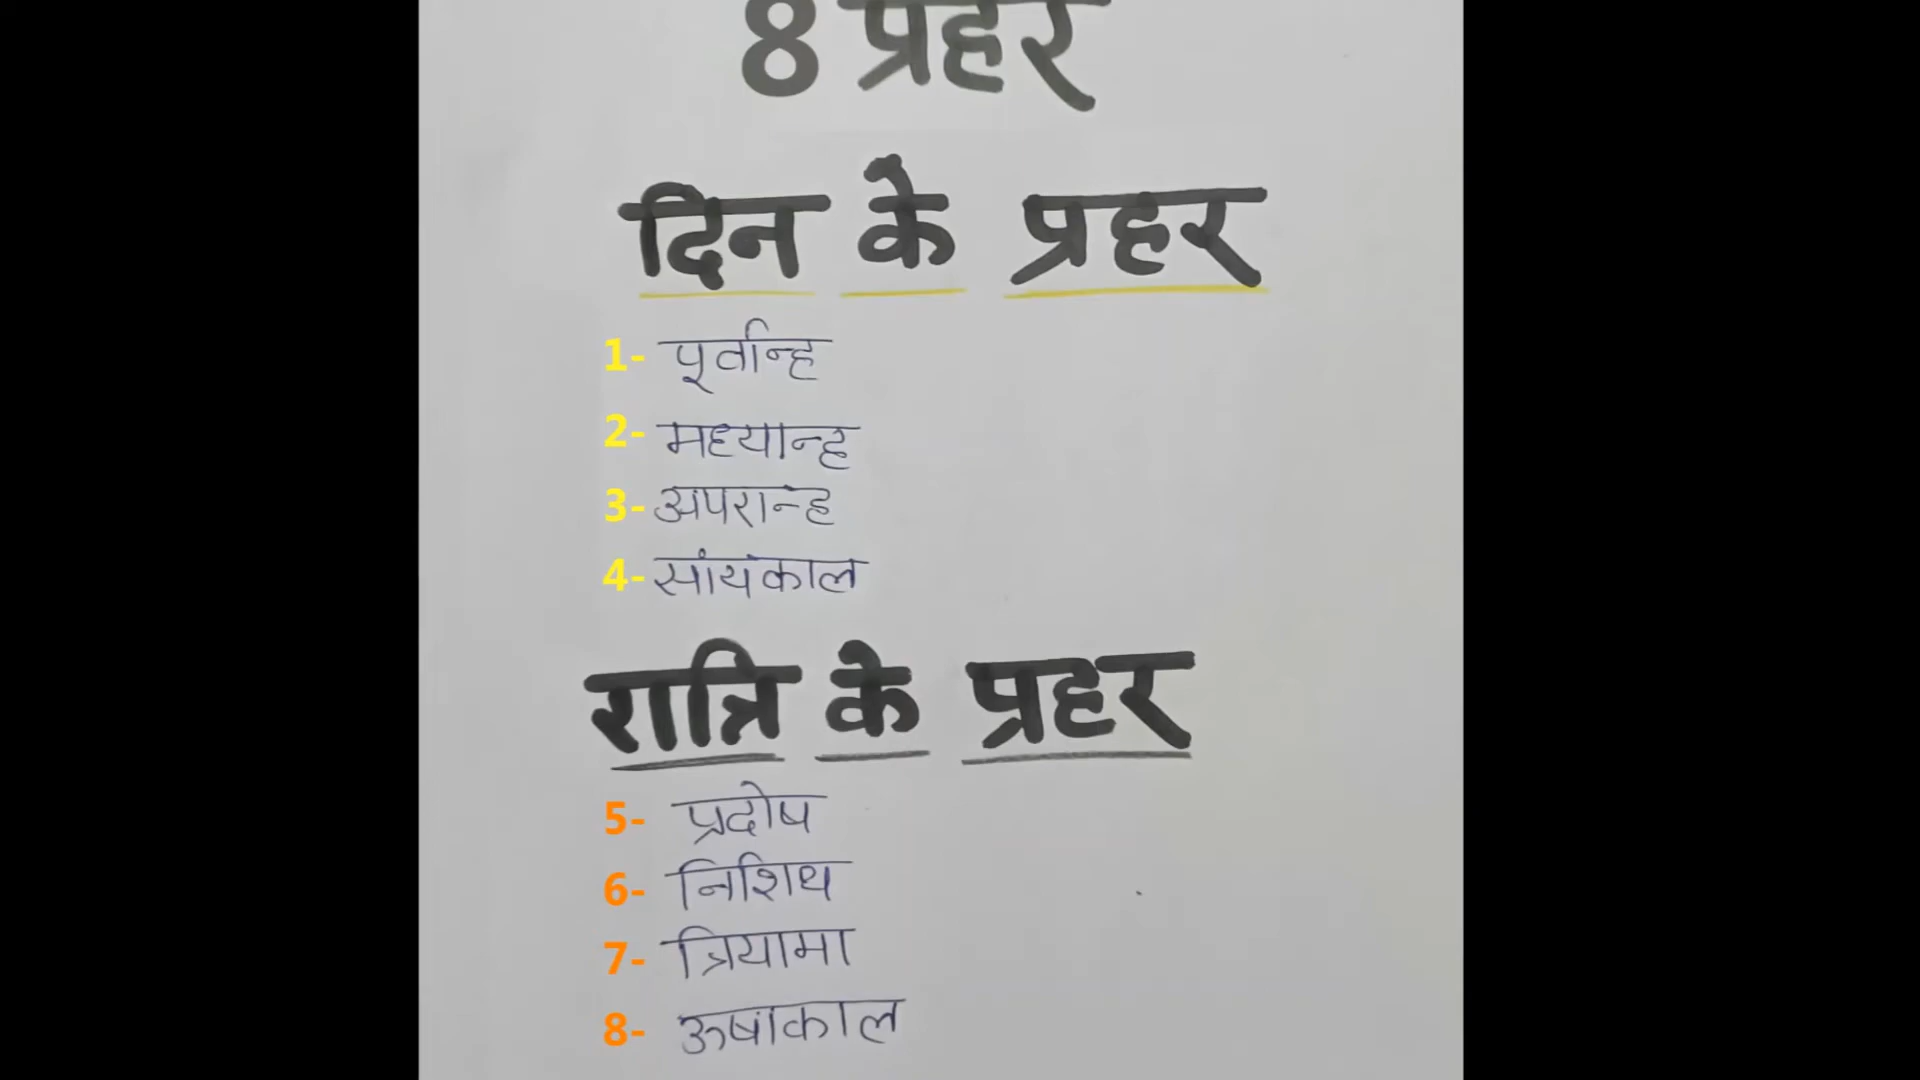 8 प्रहर
दिन के प्रहर
1- पूर्वान्ह
2- मध्यान्ह
3- अपरान्ह
4- सांयकाल
रात्रि के प्रहर
5- प्रदोष
6- निशिथ
7- त्रियामा
8- ऊषाकाल